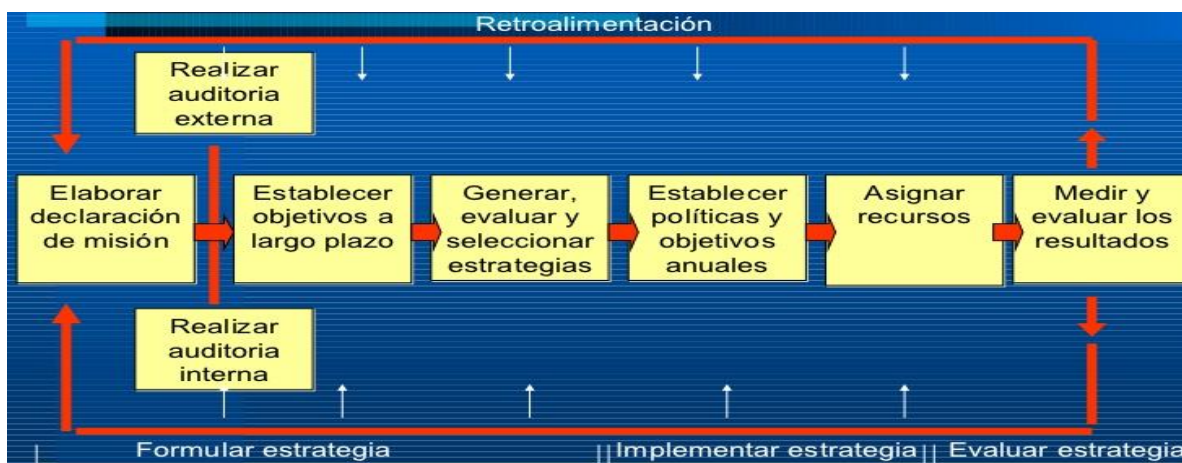 Retroalimentación
Realizar
auditoria
externa
Elaborar
declaración
de misión
Establecer
objetivos a
largo plazo
Generar,
evaluar y
seleccionar
estrategias
Establecer
políticas y
objetivos
anuales
Asignar
recursos
Medir y
evaluar los
resultados
Realizar
auditoria
interna
Formular estrategia
Implementar estrategia
Evaluar estrategia